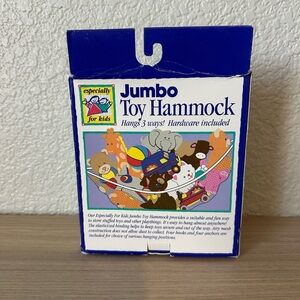 especially
for kids
Jumbo
Toy Hammock
Hangs 3 ways! Hardware included
Our Especially For Kids Jumbo Toy Hammock provides a suitable and fun way
to store stuffed toys and other playthings. It's easy to hang almost anywhere!
The elasticized binding helps to keep toys secure and out of the way. Airy mesh
construction does not allow dust to collect. Four hooks and four anchors are
included for choice of various hanging positions.